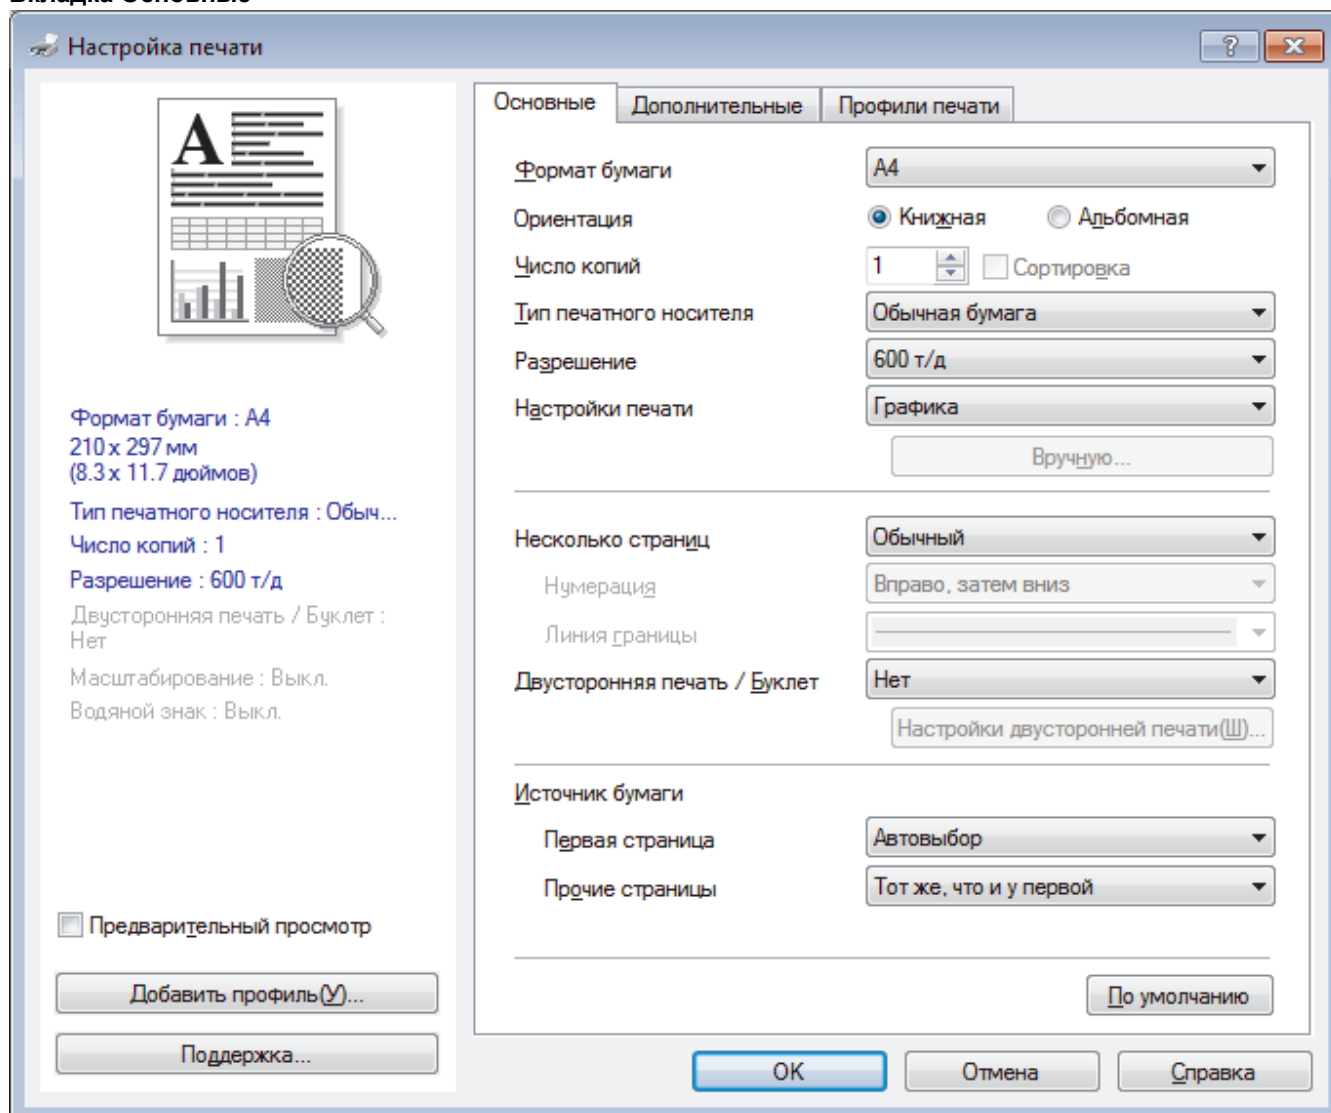 Вкладка Основные
Настройка печати
Основные
Дополнительные
Профили печати
A
Формат бумаги
A4
Ориентация
Книжная
Альбомная
Число копий
1
Сортировка
Тип печатного носителя
Обычная бумага
Разрешение
600 т/д
Настройки печати
Графика
Вручную...
Формат бумаги : A4
210 x 297 мм
(8.3 x 11.7 дюймов)
Тип печатного носителя : Обыч...
Число копий : 1
Разрешение : 600 т/д
Двусторонняя печать / Буклет :
Нет
Масштабирование : Выкл.
Водяной знак : Выкл.
Несколько страниц
Обычный
Нумерация
Вправо, затем вниз
Линия границы
Двусторонняя печать / Буклет
Нет
Настройки двусторонней печати(Ш)...
Источник бумаги
Первая страница
Автовыбор
Прочие страницы
Тот же, что и у первой
Предварительный просмотр
Добавить профиль(У)...
Поддержка...
По умолчанию
OK
Отмена
Справка